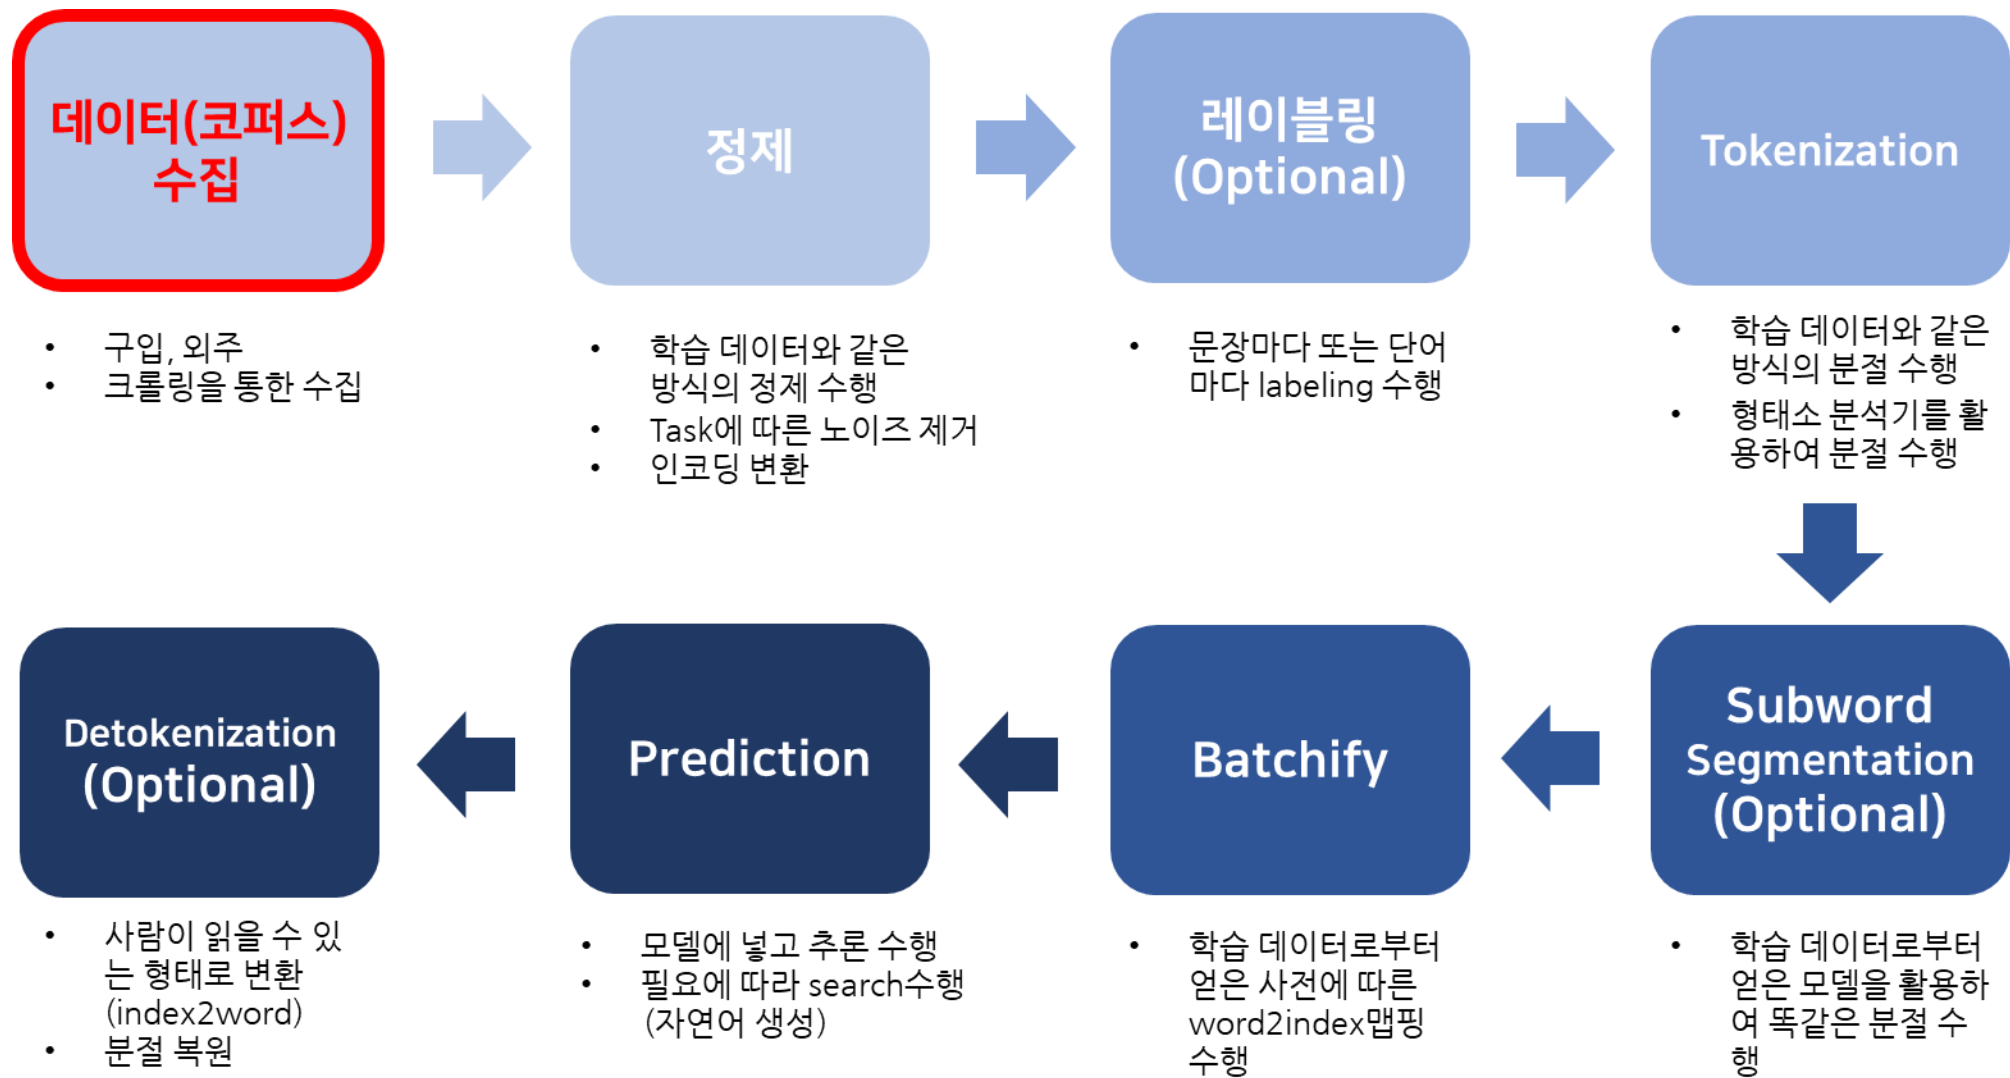 데이터(코퍼스)
수집
• 구입, 외주
• 크롤링을 통한 수집
정제
• 학습 데이터와 같은
방식의 정제 수행
• Task에 따른 노이즈 제거
• 인코딩 변환
레이블링
(Optional)
• 문장마다 또는 단어
마다 labeling 수행
Tokenization
• 학습 데이터와 같은
방식의 분절 수행
• 형태소 분석기를 활
용하여 분절 수행
Subword
Segmentation
(Optional)
• 학습 데이터로부터
얻은 모델을 활용하
여 똑같은 분절 수
행
Batchify
• 학습 데이터로부터
얻은 사전에 따른
word2index맵핑
수행
Prediction
• 모델에 넣고 추론 수행
• 필요에 따라 search수행
(자연어 생성)
Detokenization
(Optional)
• 사람이 읽을 수 있
는 형태로 변환
(index2word)
• 분절 복원